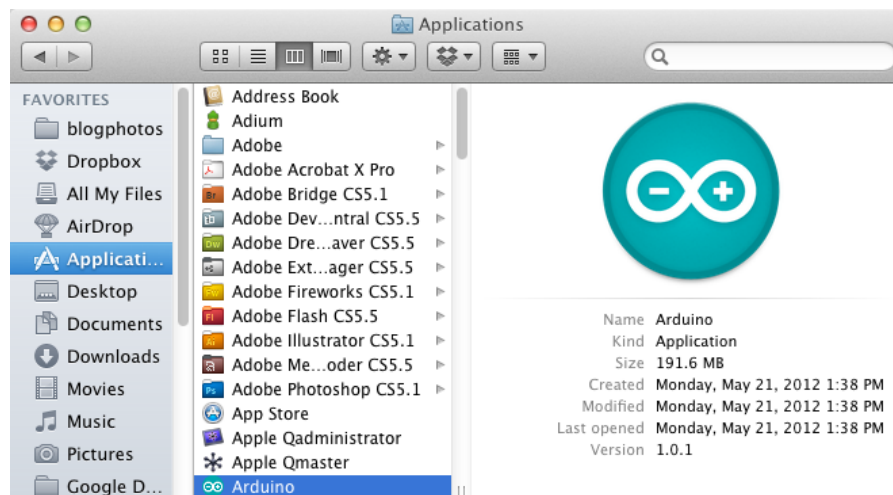 Applications
FAVORITES
blogphotos
Dropbox
All My Files
AirDrop
Applicati...
Desktop
Documents
Downloads
Movies
Music
Pictures
Google D...
Address Book
Adium
Adobe
Adobe Acrobat X Pro
Adobe Bridge CS5.1
Adobe Dev...ntral CS5.5
Adobe Dre...aver CS5.5
Adobe Ext...ager CS5.5
Adobe Fireworks CS5.1
Adobe Flash CS5.5
Adobe Illustrator CS5.1
Adobe Me...oder CS5.5
Adobe Photoshop CS5.1
App Store
Apple Qadministrator
Apple Qmaster
Arduino
Name Arduino
Kind Application
Size 191.6 MB
Created Monday, May 21, 2012 1:38 PM
Modified Monday, May 21, 2012 1:38 PM
Last opened Monday, May 21, 2012 1:38 PM
Version 1.0.1